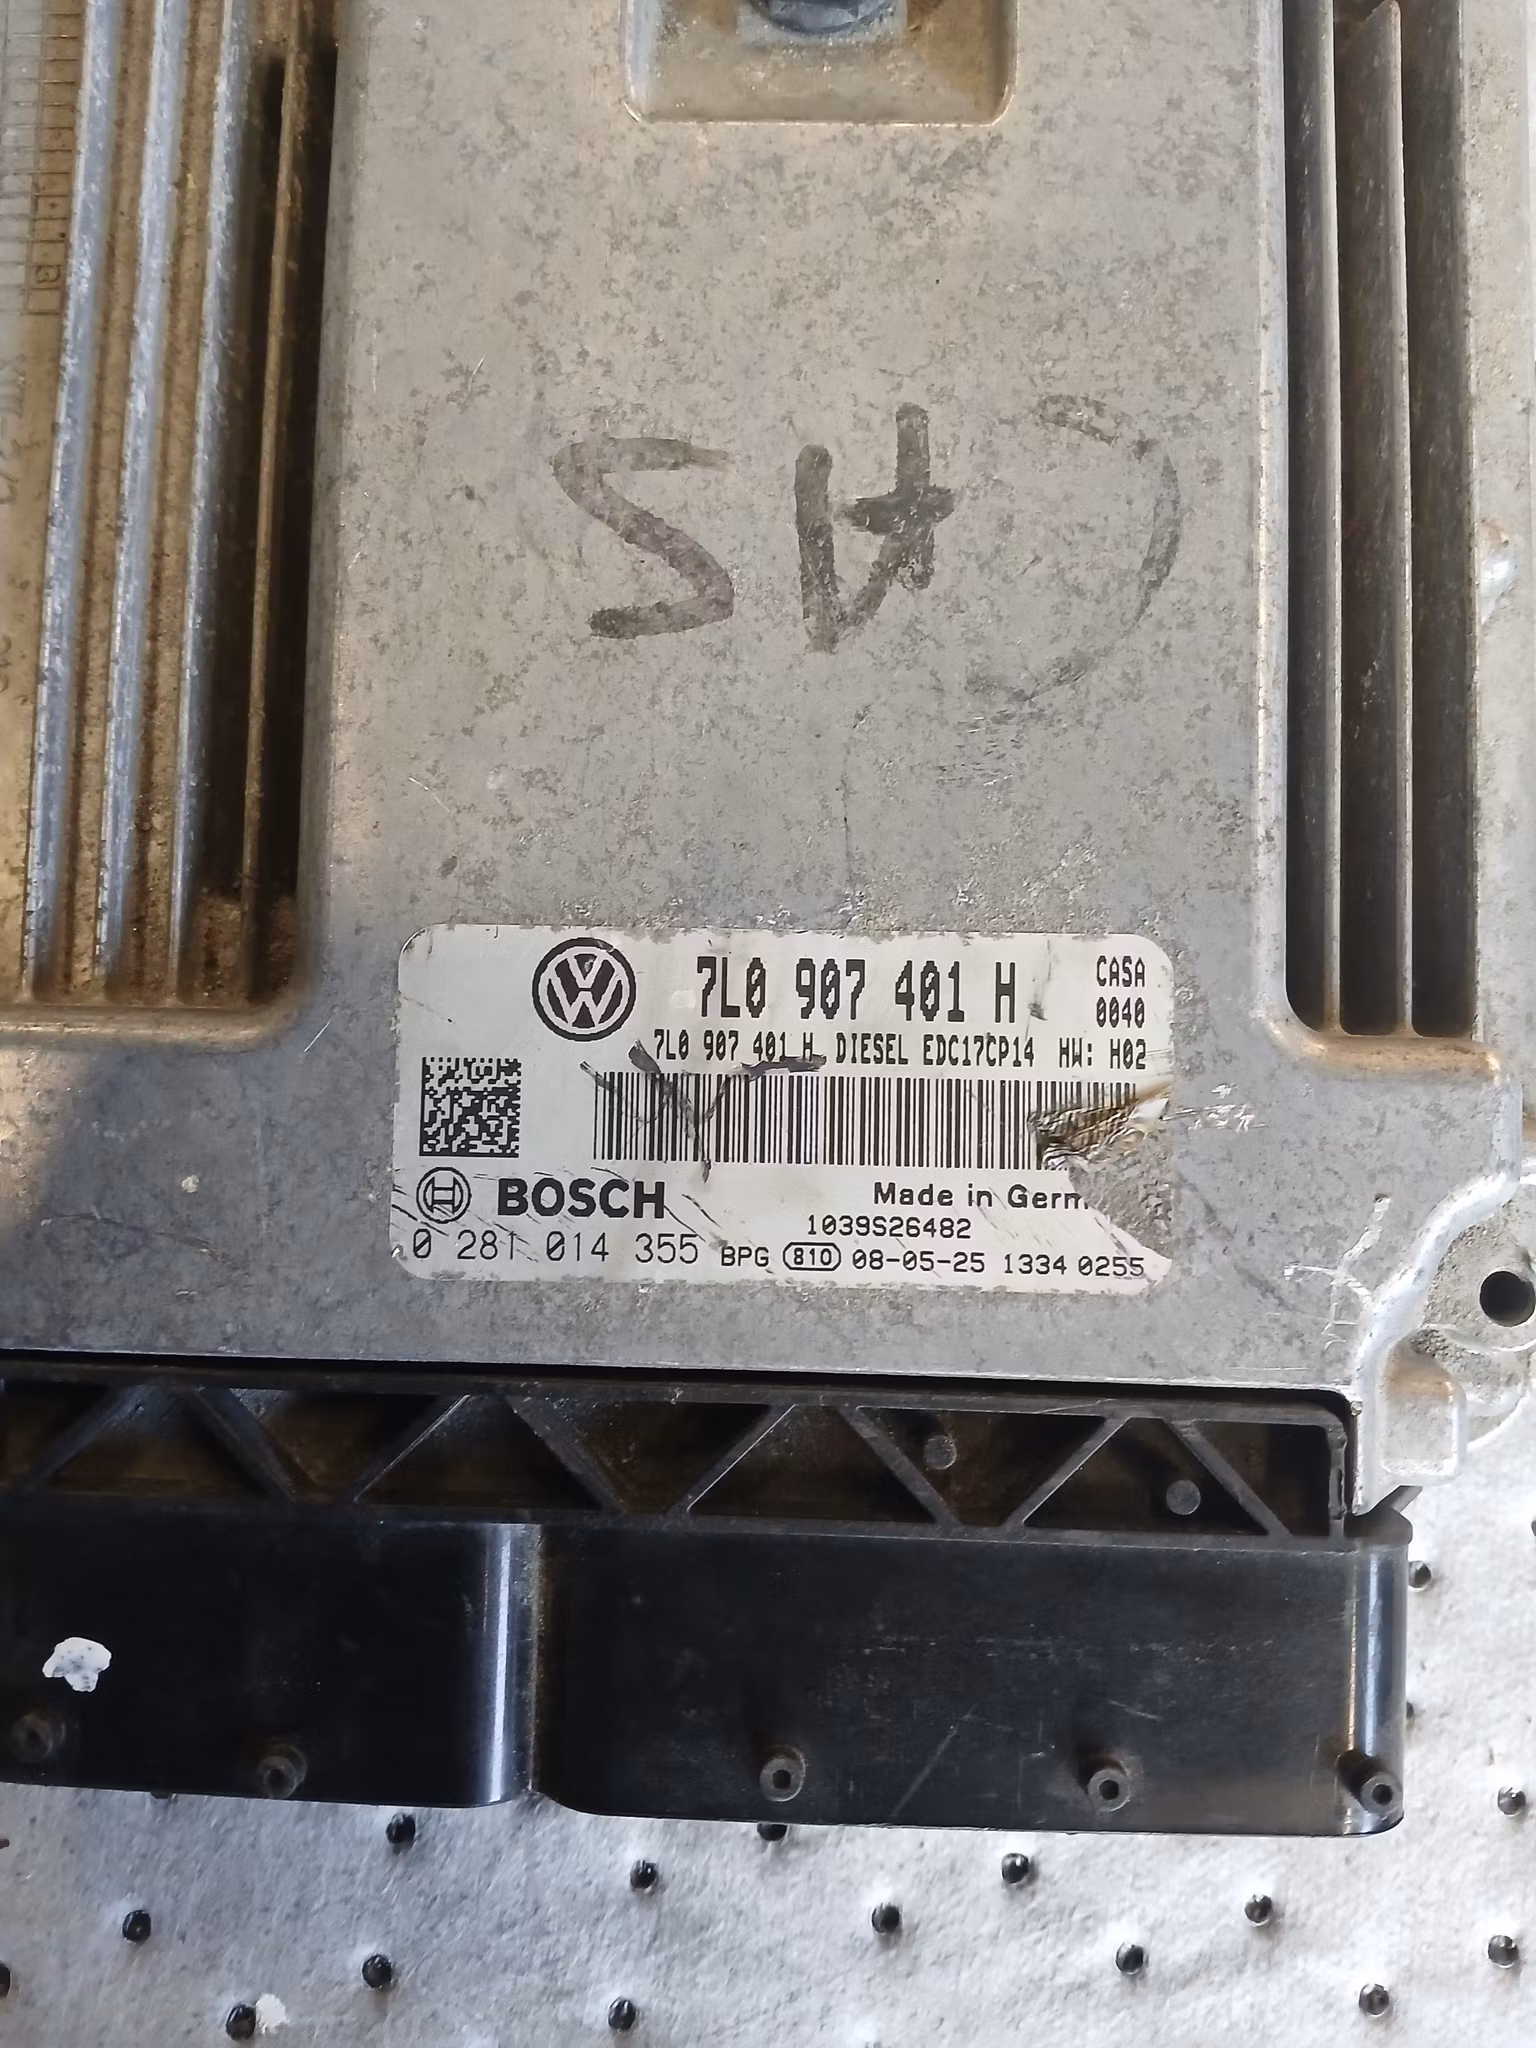 CAS
7L0 907 401 H
CASA
0040
7L0 907 401 H DIESEL EDC17CP14 HW: H02
BOSCH
Made in Germ
1039S26482
0 281 014 355 BPG 810 08-05-25 1334 0255